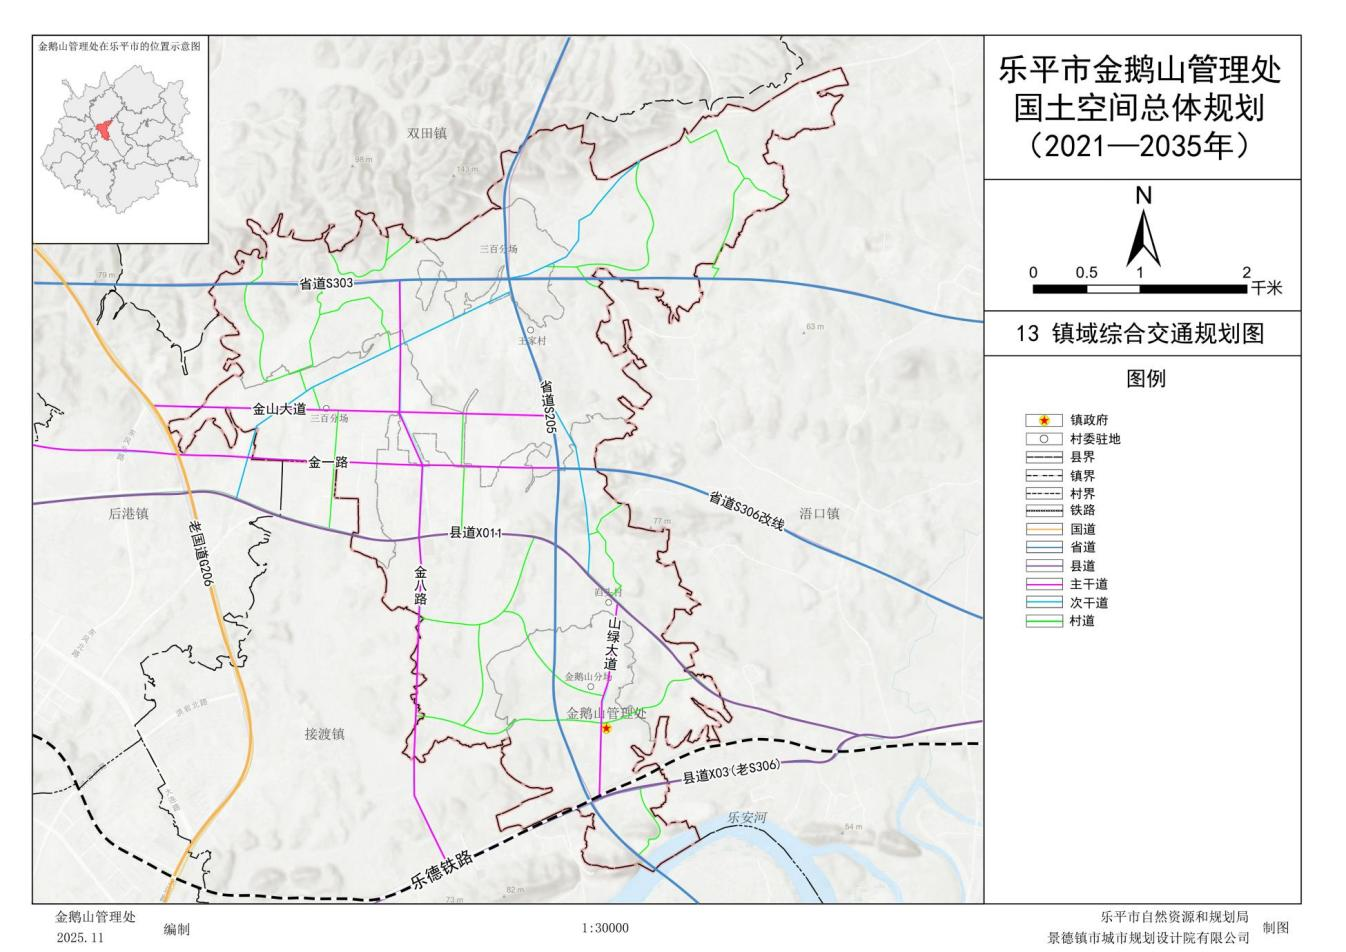 金鹅山管理处在乐平市的位置示意图
乐平市金鹅山管理处
国土空间总体规划
（2021—2035年）
N
0 0.5 1 2
千米
13 镇域综合交通规划图
图例
镇政府
村委驻地
县界
镇界
村界
铁路
国道
省道
县道
主干道
次干道
村道
双田镇
98 m
143 m
三百分场
79 m
省道S303
63 m
王家村
省道S205
金山大道
三百分场
金一路
省道S306改线
浯口镇
后港镇
77 m
县道X011
老国道G206
金八路
山绿大道
金鹅山分场
金鹅山管理处
接渡镇
县道X03(老S306)
乐安河
54 m
乐德铁路
82 m
73 m
金鹅山管理处
2025.11
编制
1:30000
乐平市自然资源和规划局
景德镇市城市规划设计院有限公司
制图